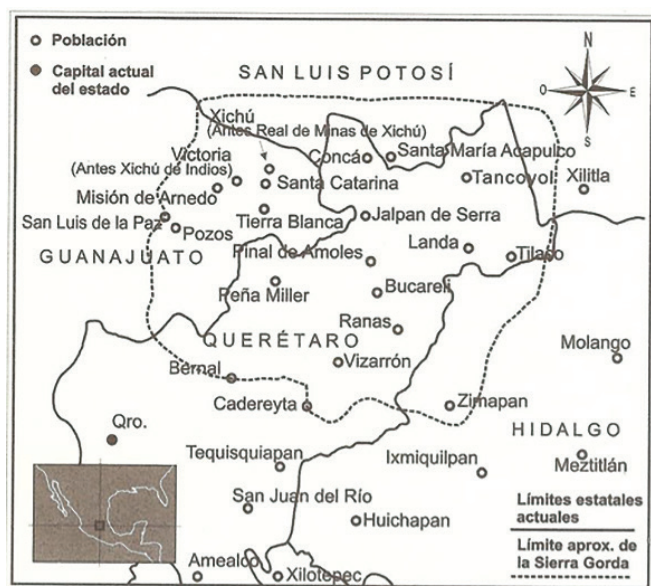 Población
Capital actual
del estado
SAN LUIS POTOSÍ
N
O
E
S
Xichú
(Antes Real de Minas de Xichú)
Victoria
(Antes Xichú de Indios)
Concá
Santa María Acapulco
Misión de Arnedo
Santa Catarina
Tancoyol
Xilitla
San Luis de la Paz
Pozos
Tierra Blanca
Jalpan de Serra
GUANAJUATO
Pinal de Amoles
Landa
Tilaco
Peña Miller
Bucareli
QUERÉTARO
Ranas
Vizarrón
Molango
Bernal
Cadereyta
Zimapan
Qro.
HIDALGO
Tequisquiapan
Ixmiquilpan
Meztitlán
San Juan del Río
Huichapan
Límites estatales
actuales
Límite aprox. de
la Sierra Gorda
Amealco
Xilotepec